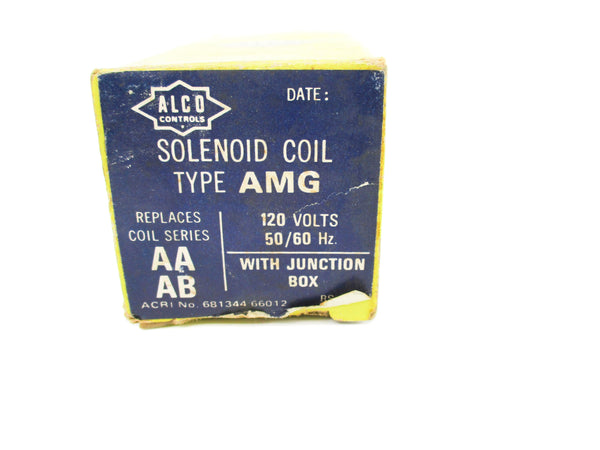 ALCO
CONTROLS
DATE:
SOLENOID COIL
TYPE AMG
REPLACES
COIL SERIES
AA
AB
120 VOLTS
50/60 Hz.
WITH JUNCTION
BOX
ACRI No. 681344 66012